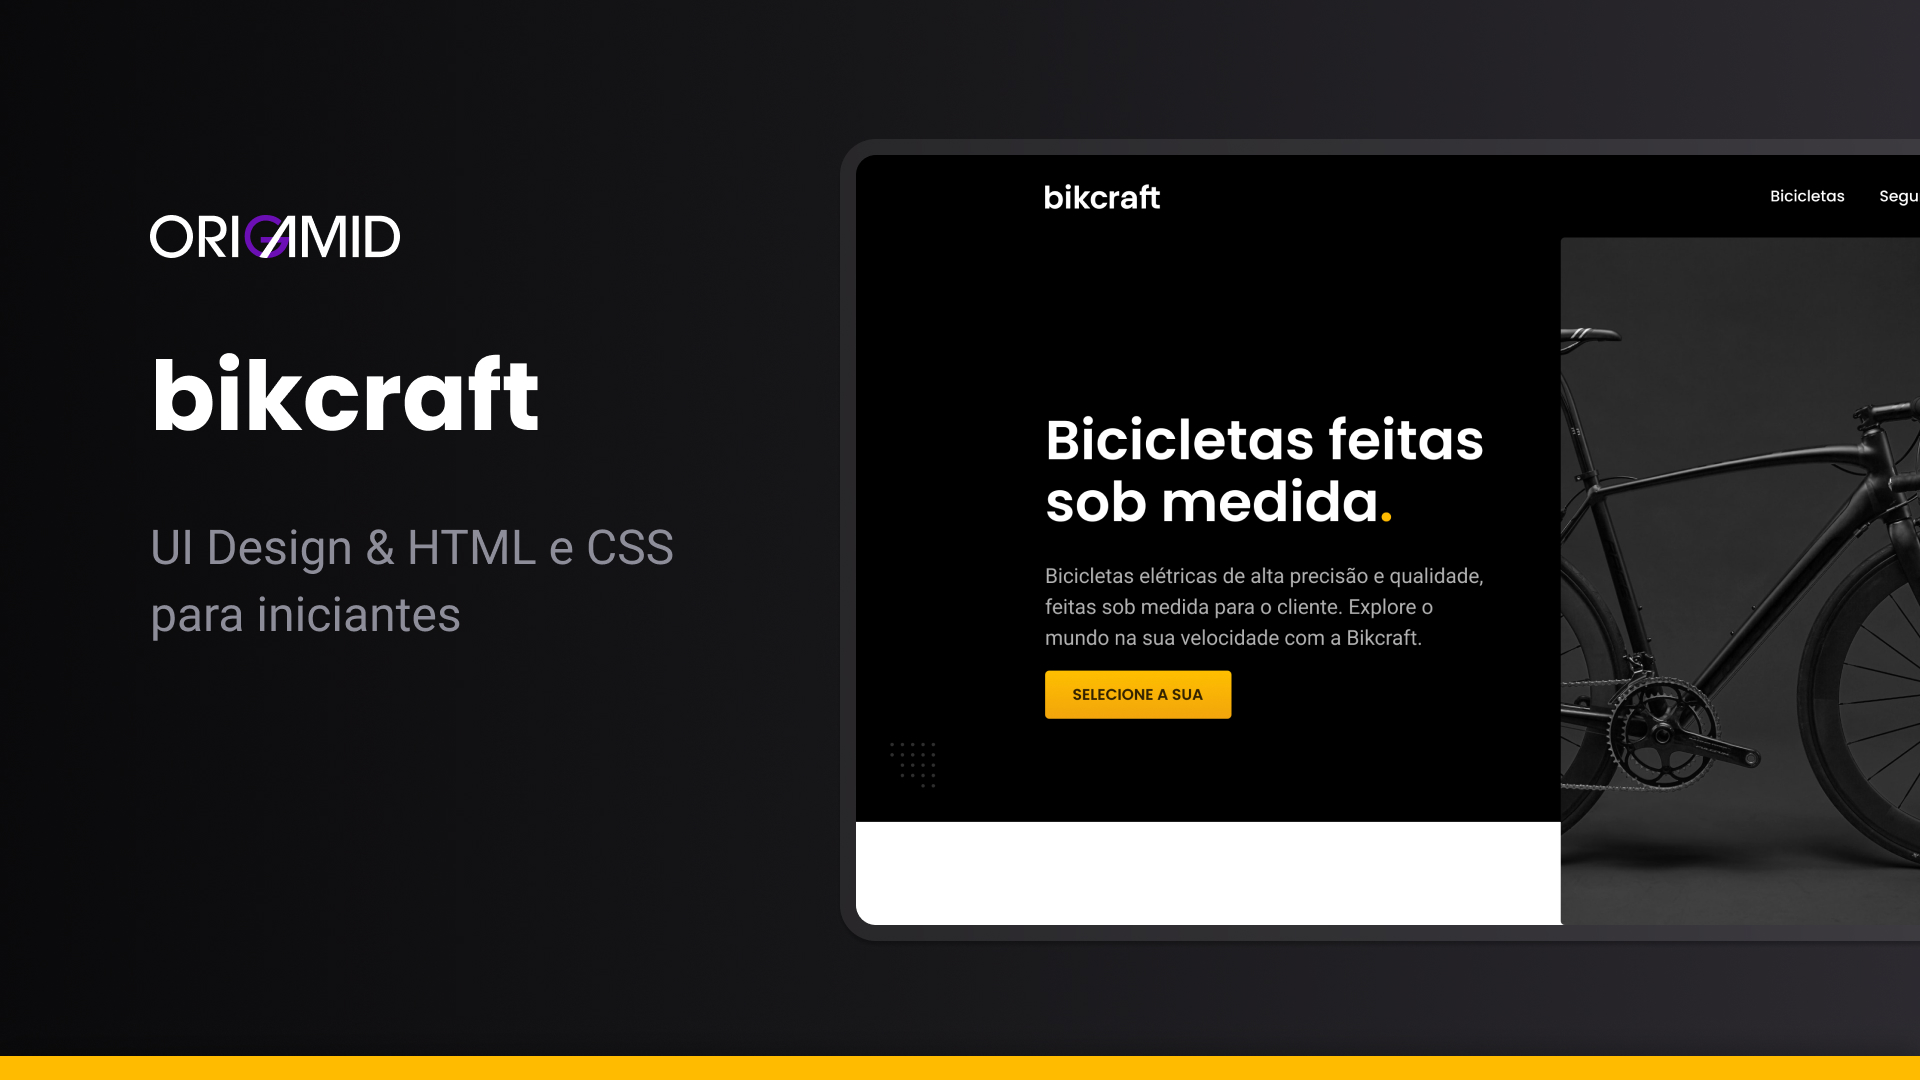 ORIGAMID
bikcraft
UI Design & HTML e CSS
para iniciantes
bikcraft
Bicicletas
Segu
Bicicletas feitas
sob medida.
Bicicletas elétricas de alta precisão e qualidade,
feitas sob medida para o cliente. Explore o
mundo na sua velocidade com a Bikcraft.
SELECIONE A SUA